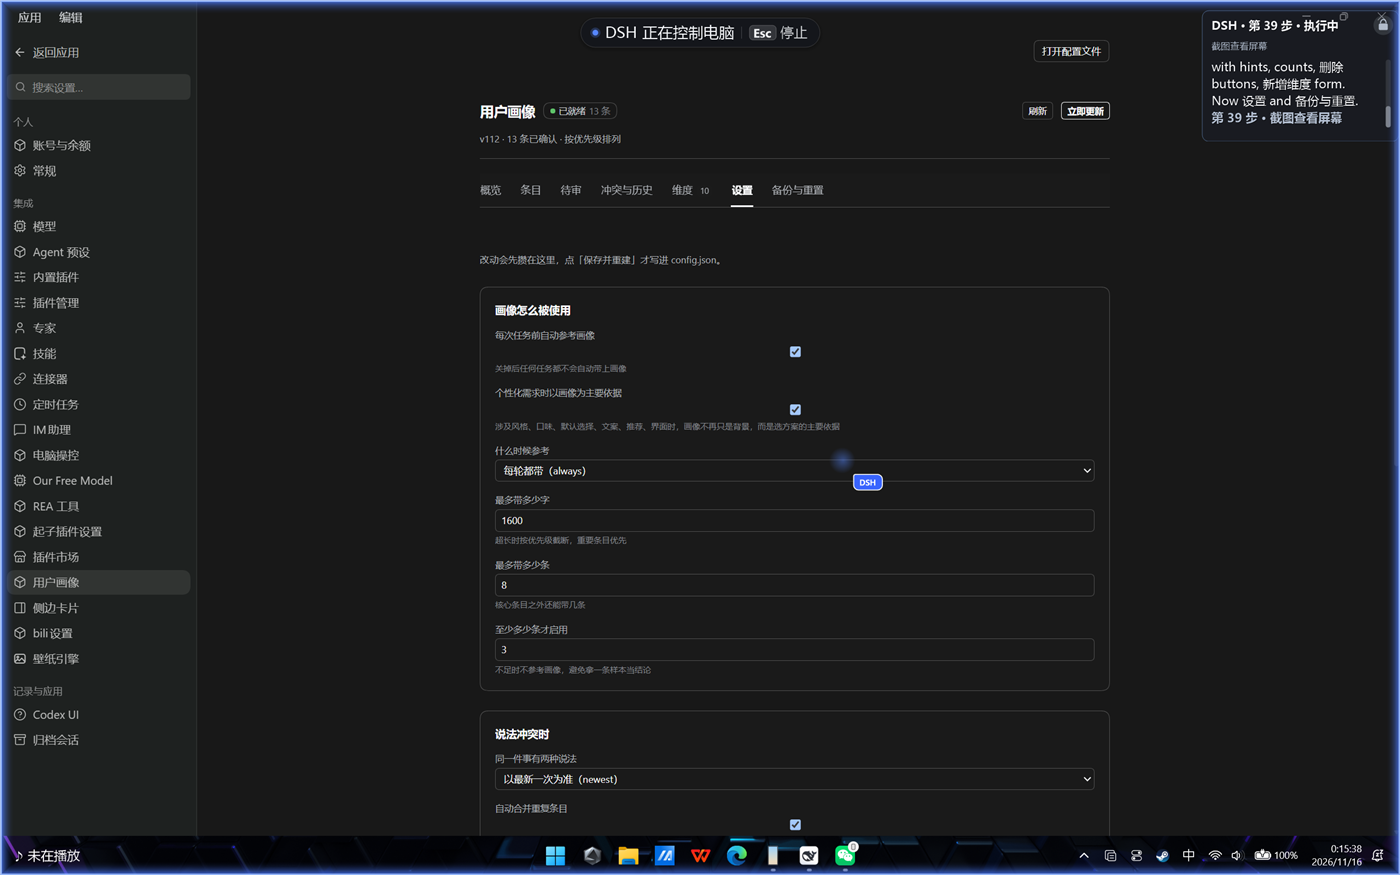 应用 编辑
返回应用
搜索设置...
个人
账号与余额
常规
集成
模型
Agent 预设
内置插件
插件管理
专家
技能
连接器
定时任务
IM 助理
电脑操控
Our Free Model
REA 工具
起子插件设置
插件市场
用户画像
侧边卡片
bili 设置
壁纸引擎
记录与应用
Codex UI
归档会话
DSH 正在控制电脑 Esc 停止
打开配置文件
DSH • 第 39 步 • 执行中
截图查看屏幕
with hints, counts, 删除
buttons, 新增维度 form.
Now 设置 and 备份与重置.
第 39 步 • 截图查看屏幕
用户画像 已就绪 13 条 刷新 立即更新
v112 · 13 条已确认 · 按优先级排列
概览 条目 待审 冲突与历史 维度 10 设置 备份与重置
改动会先攒在这里，点「保存并重建」才写进 config.json。
画像怎么被使用
每次任务前自动参考画像
关掉后任何任务都不会自动带上画像
个性化需求时以画像为主要依据
涉及风格、口味、默认选择、文案、推荐、界面时，画像不再只是背景，而是选方案的主要依据
什么时候参考
每轮都带（always）
DSH
最多带多少字
1600
超长时按优先级截断，重要条目优先
最多带多少条
8
核心条目之外还能带几条
至少多少条才启用
3
不足时不参考画像，避免拿一条样本当结论
说法冲突时
同一件事有两种说法
以最新一次为准（newest）
自动合并重复条目
♪ 未在播放
0
中
100%
0:15:38
2026/11/16